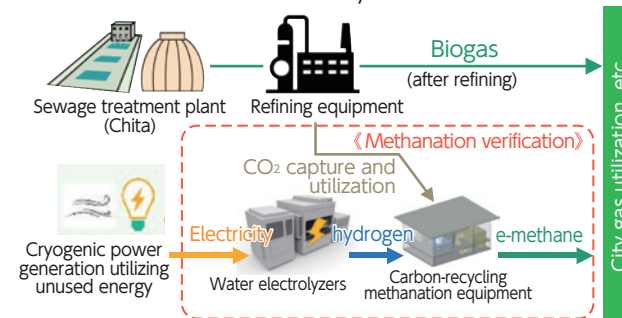 Biogas
(after refining)
Sewage treatment plant
(Chita)
Refining equipment
《Methanation verification》
CO2 capture and
utilization
Electricity
hydrogen
e-methane
Cryogenic power
generation utilizing
unused energy
Water electrolyzers
Carbon-recycling
methanation equipment
City gas utilization, etc.